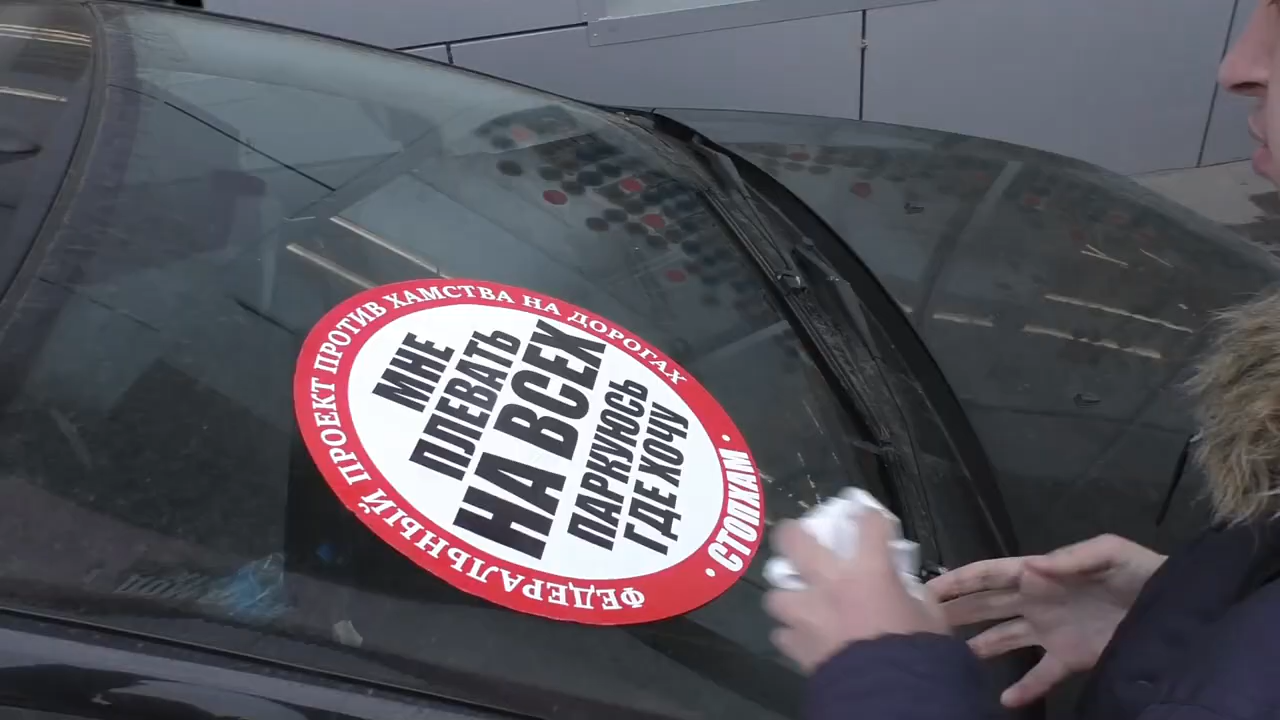 ФЕДЕРАЛЬНЫЙ ПРОЕКТ ПРОТИВ ХАМСТВА НА ДОРОГАХ
МНЕ
ПЛЕВАТЬ
НА ВСЕХ
ПАРКУЮСЬ
ГДЕ ХОЧУ
• СТОПХАМ •